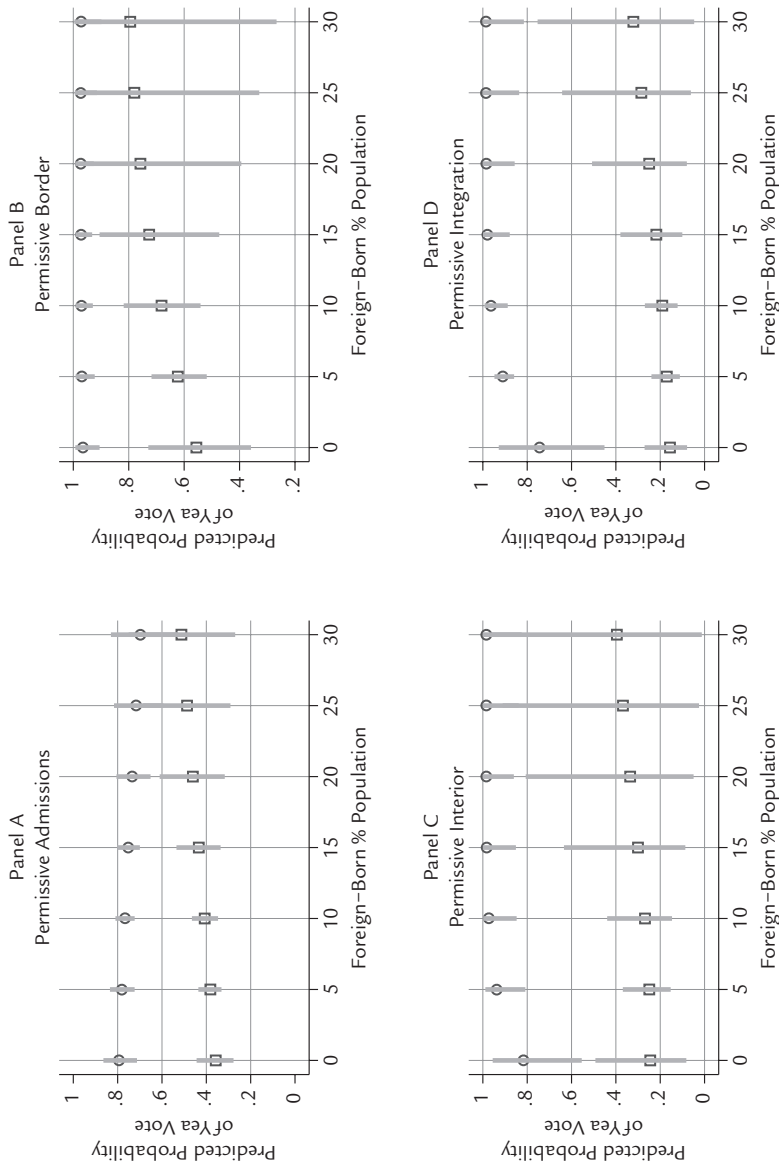 Panel A
Permissive Admissions
Predicted Probability
of Yea Vote
1
.8
.6
.4
.2
0
0 5 10 15 20 25 30
Foreign–Born % Population
Panel B
Permissive Border
Predicted Probability
of Yea Vote
1
.8
.6
.4
.2
0 5 10 15 20 25 30
Foreign–Born % Population
Panel C
Permissive Interior
Predicted Probability
of Yea Vote
1
.8
.6
.4
.2
0
0 5 10 15 20 25 30
Foreign–Born % Population
Panel D
Permissive Integration
Predicted Probability
of Yea Vote
1
.8
.6
.4
.2
0
0 5 10 15 20 25 30
Foreign–Born % Population